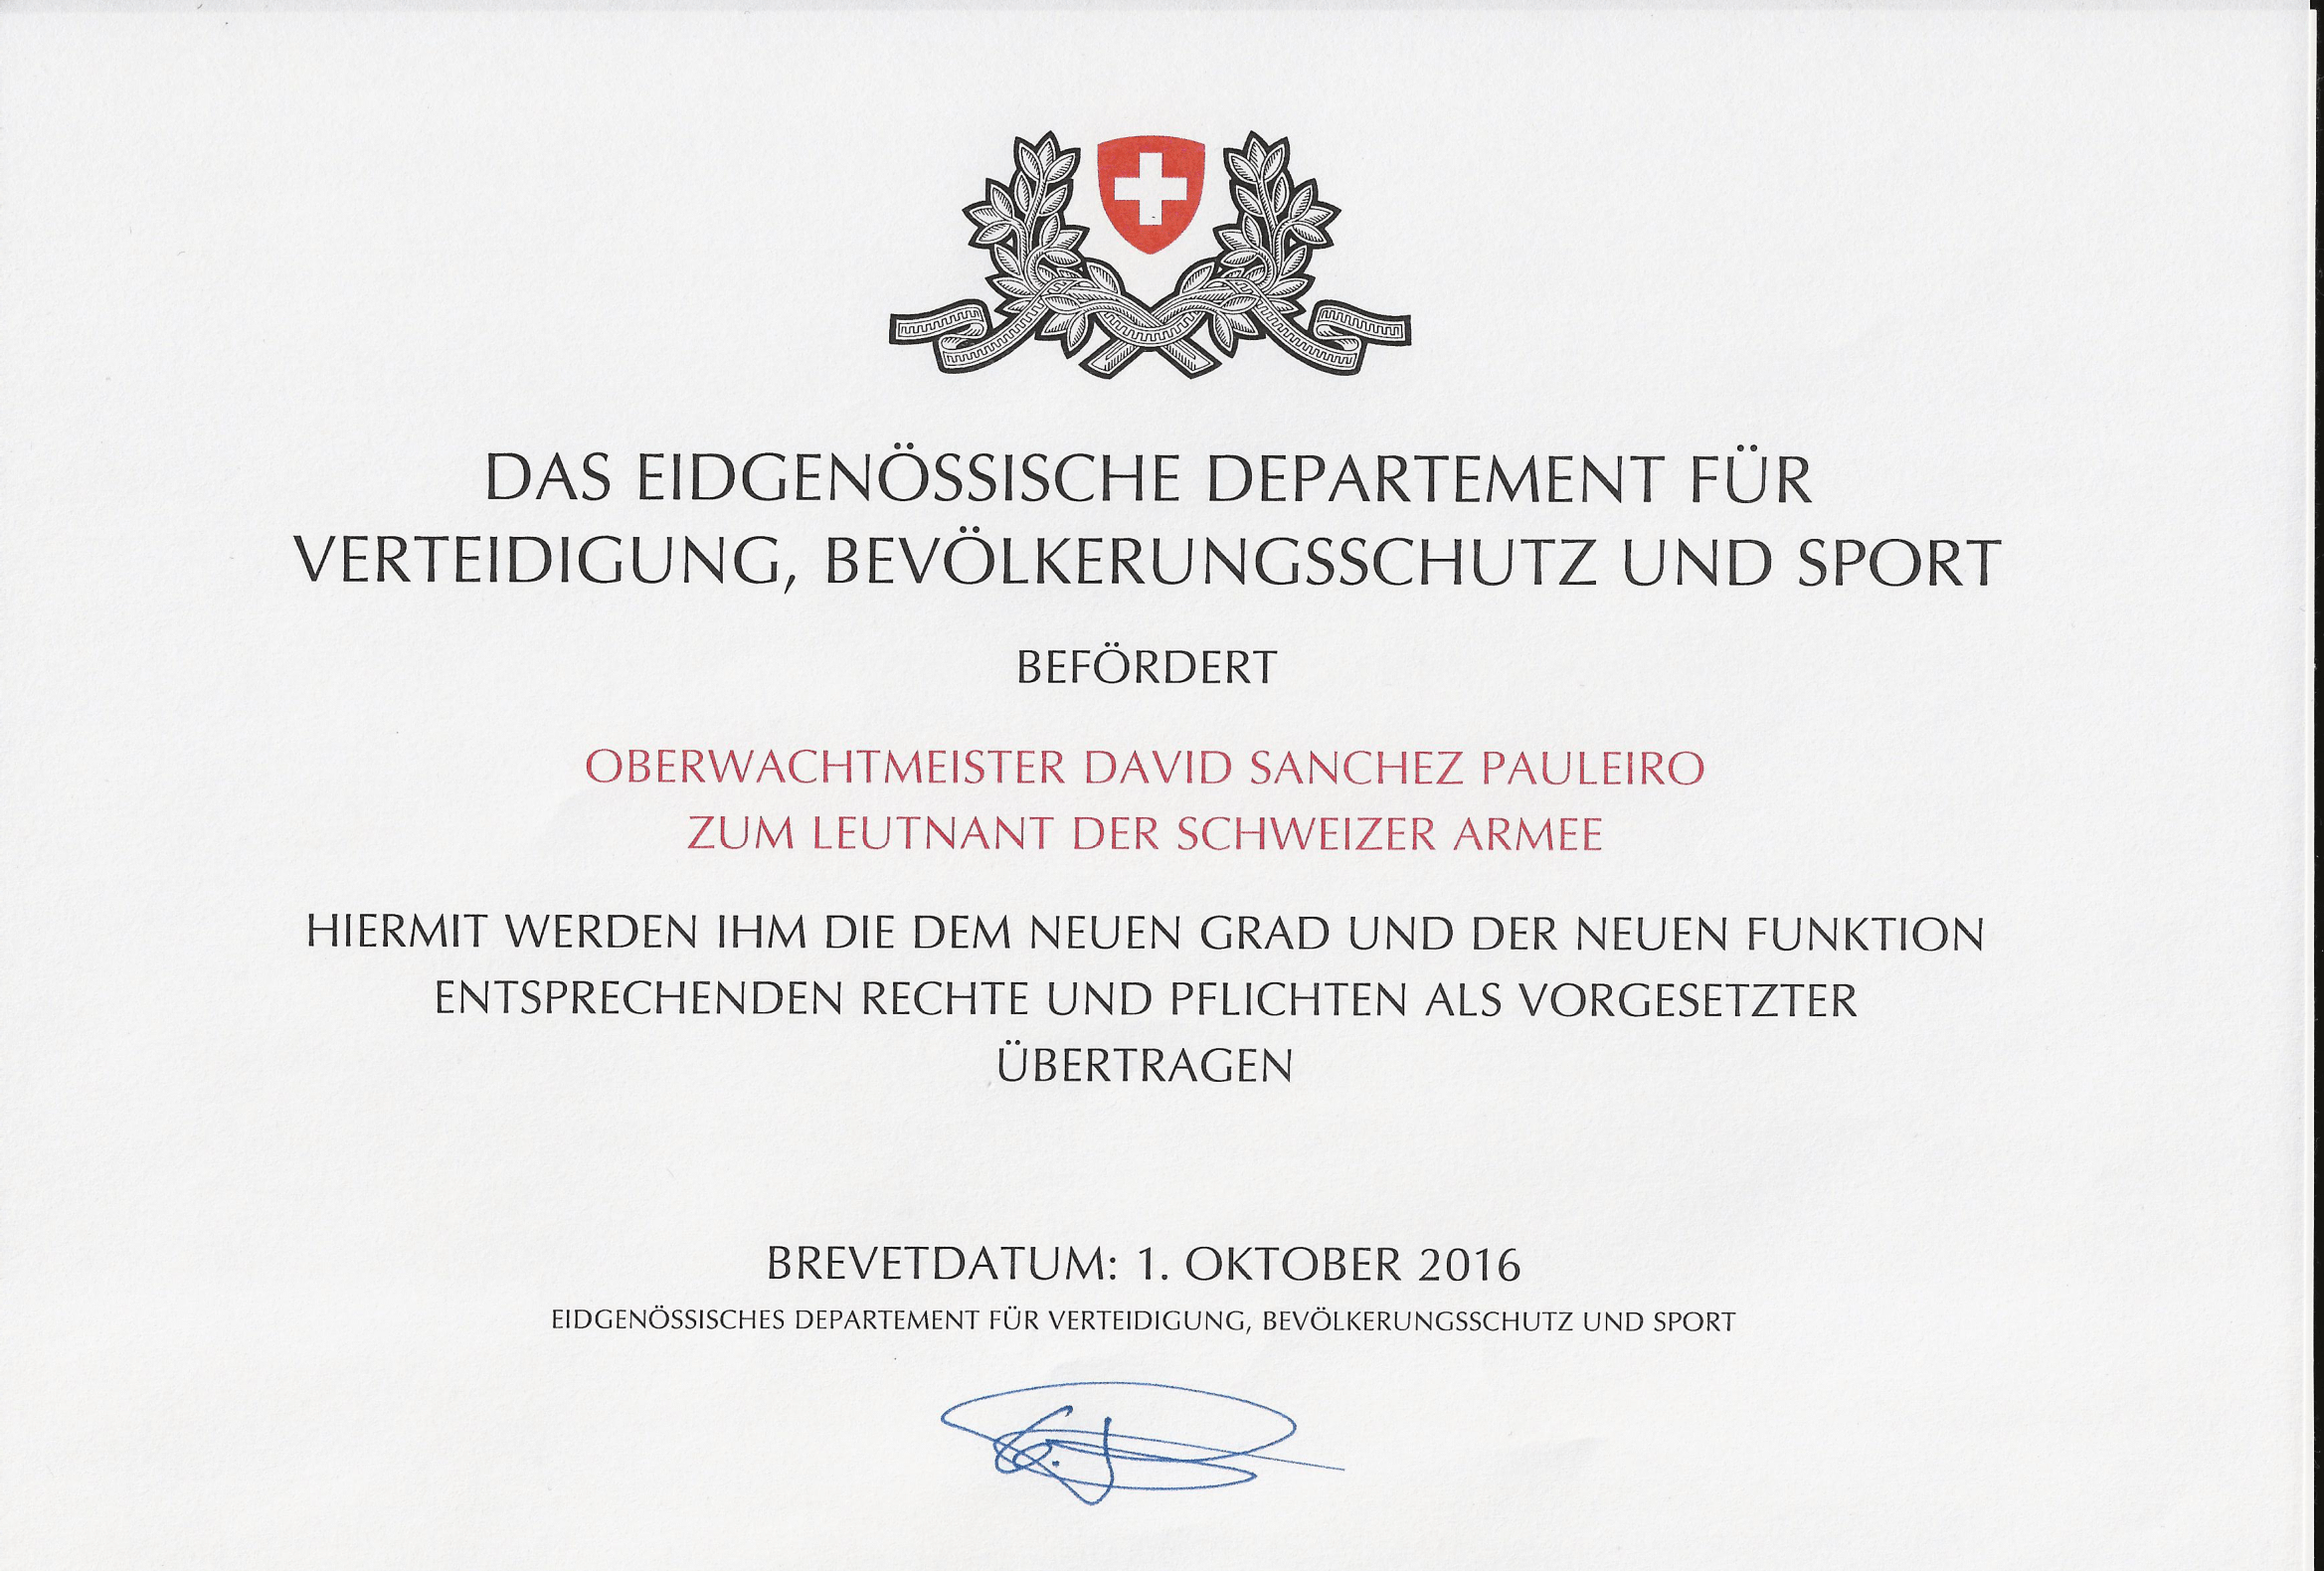 DAS EIDGENÖSSISCHE DEPARTEMENT FÜR
VERTEIDIGUNG, BEVÖLKERUNGSSCHUTZ UND SPORT
BEFÖRDERT
OBERWACHTMEISTER DAVID SANCHEZ PAULEIRO
ZUM LEUTNANT DER SCHWEIZER ARMEE
HIERMIT WERDEN IHM DIE DEM NEUEN GRAD UND DER NEUEN FUNKTION
ENTSPRECHENDEN RECHTE UND PFLICHTEN ALS VORGESETZTER
ÜBERTRAGEN
BREVETDATUM: 1. OKTOBER 2016
EIDGENÖSSISCHES DEPARTEMENT FÜR VERTEIDIGUNG, BEVÖLKERUNGSSCHUTZ UND SPORT